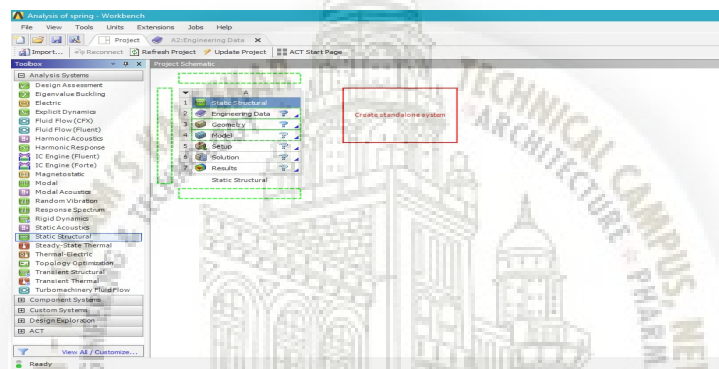 Analysis of spring - Workbench
File View Tools Units Extensions Jobs Help
Project A2:Engineering Data
Import... Reconnect Refresh Project Update Project ACT Start Page
Toolbox
Project Schematic
Analysis Systems
Design Assessment
Eigenvalue Buckling
Electric
Explicit Dynamics
Fluid Flow (CFX)
Fluid Flow (Fluent)
Harmonic Acoustics
Harmonic Response
IC Engine (Fluent)
IC Engine (Forte)
Magnetostatic
Modal
Modal Acoustics
Random Vibration
Response Spectrum
Rigid Dynamics
Static Acoustics
Static Structural
Steady-State Thermal
Thermal-Electric
Topology Optimization
Transient Structural
Transient Thermal
Turbomachinery Fluid Flow
Component Systems
Custom Systems
Design Exploration
ACT
View All / Customize...
Ready
A
1 Static Structural
2 Engineering Data
3 Geometry
4 Model
5 Setup
6 Solution
7 Results
Static Structural
Create standalone system
TECHNICAL CAMPUS, NE
ARCHITECTURE * PHARM